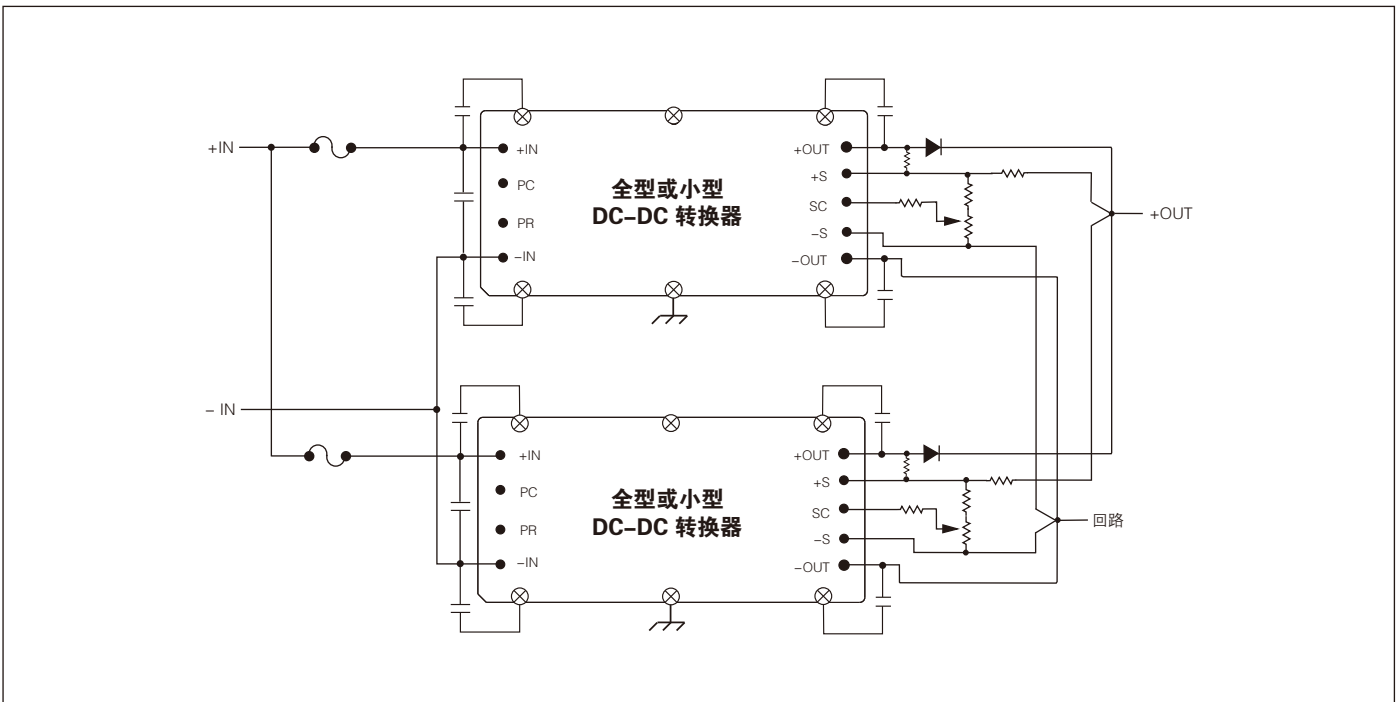 +IN
+IN
PC
PR
-IN
全型或小型
DC-DC 转换器
+OUT
+S
SC
-S
-OUT
+OUT
- IN
+IN
PC
PR
-IN
全型或小型
DC-DC 转换器
+OUT
+S
SC
-S
-OUT
回路